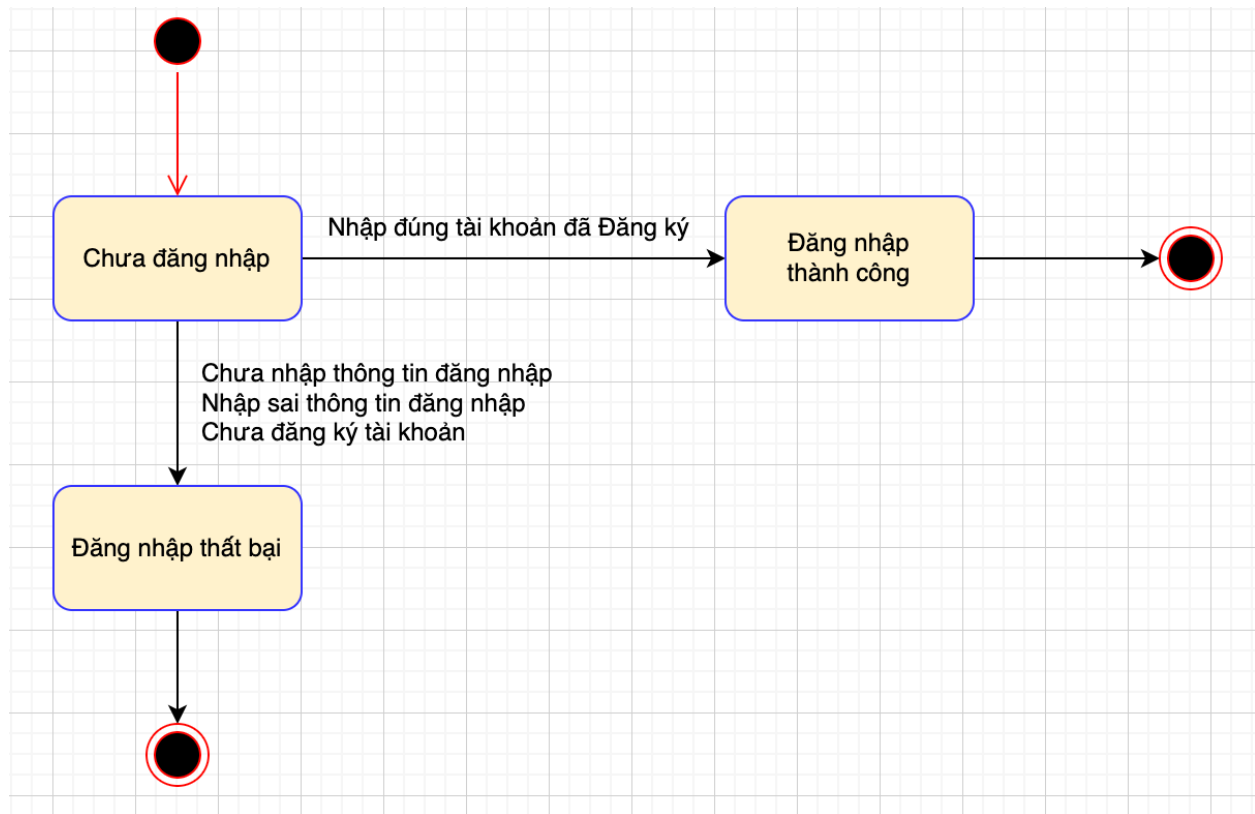 Chưa đăng nhập
Nhập đúng tài khoản đã Đăng ký
Đăng nhập
thành công
Chưa nhập thông tin đăng nhập
Nhập sai thông tin đăng nhập
Chưa đăng ký tài khoản
Đăng nhập thất bại